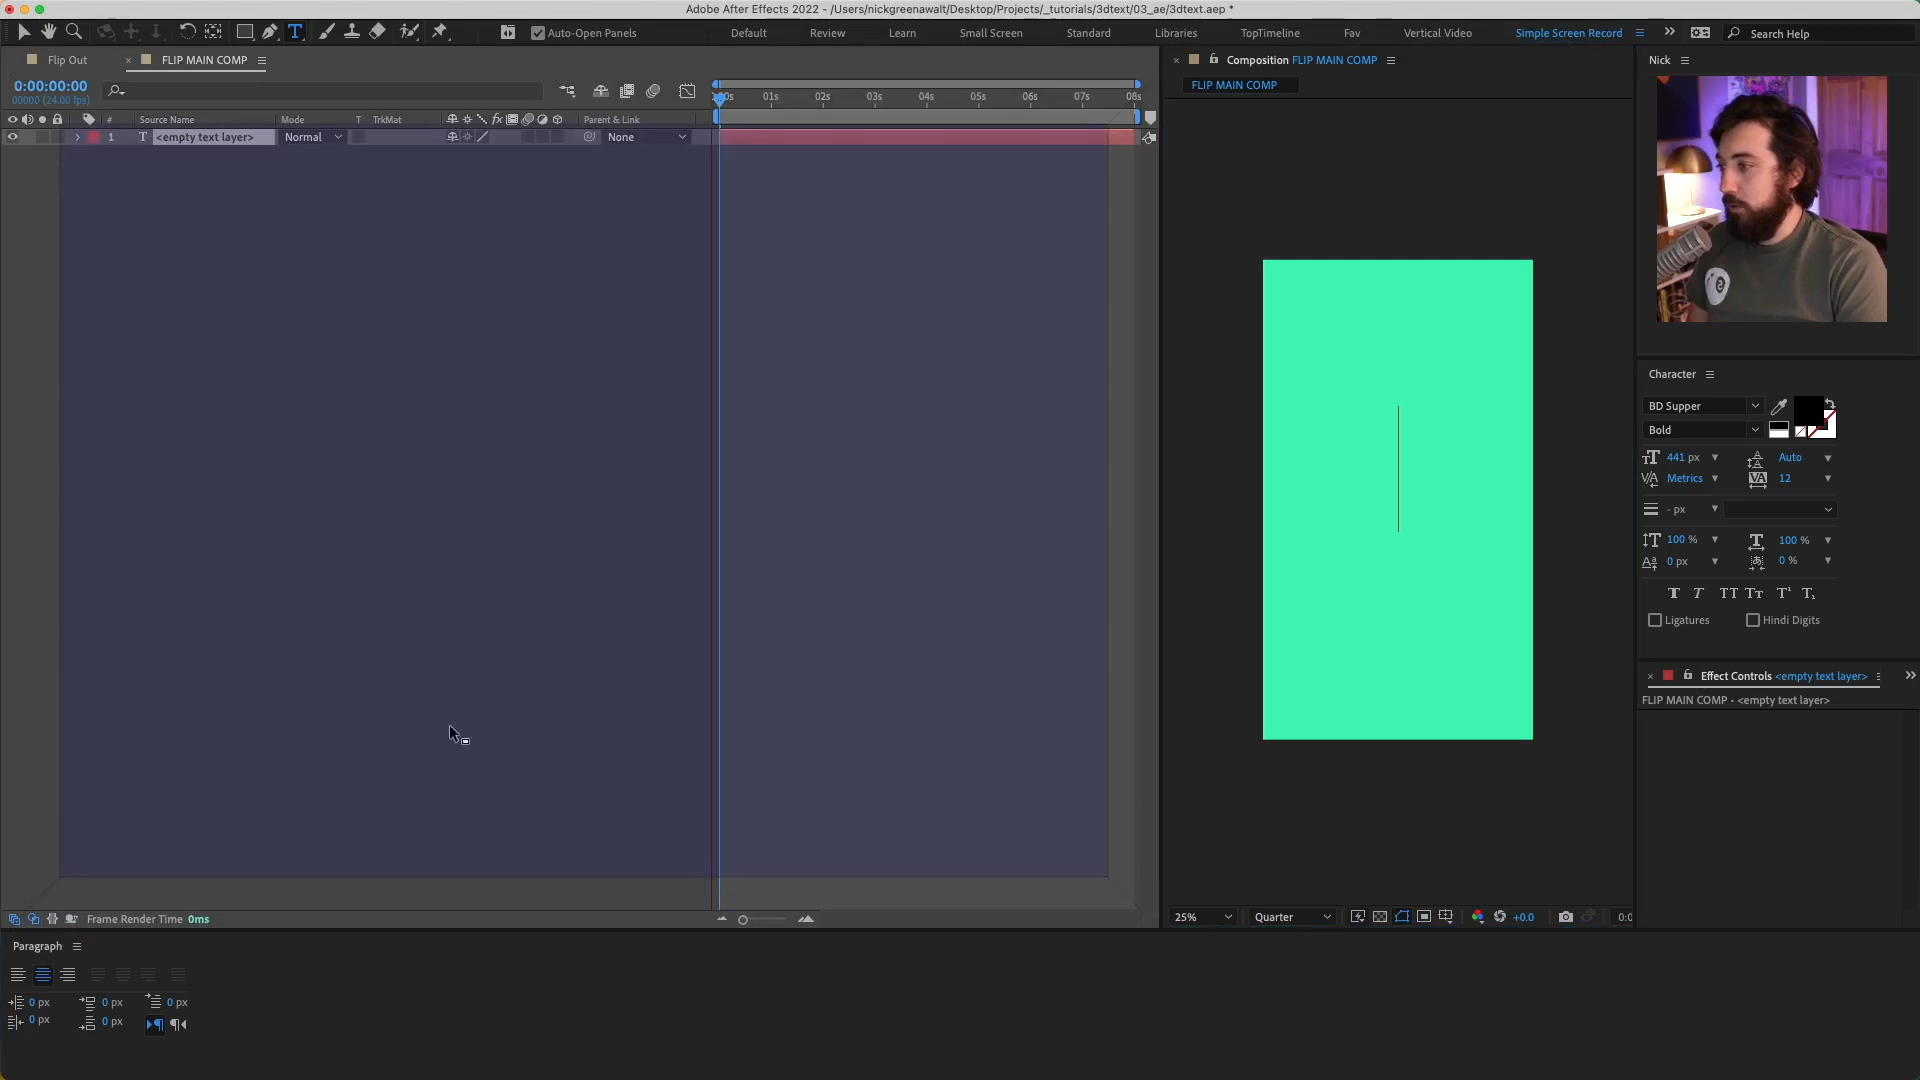 Adobe After Effects 2022 - /Users/nickgreenawalt/Desktop/Projects/_tutorials/3dtext/03_ae/3dtext.aep *
Auto-Open Panels
Default
Review
Learn
Small Screen
Standard
Libraries
TopTimeline
Fav
Vertical Video
Simple Screen Record
Search Help
Flip Out
FLIP MAIN COMP
Composition FLIP MAIN COMP
Nick
FLIP MAIN COMP
0:00:00:00
00000 (24.00 fps)
01s 02s 03s 04s 05s 06s 07s 08s
# Source Name Mode T TrkMat Parent & Link
1 T <empty text layer> Normal None
Character
BD Supper
Bold
441 px Auto
Metrics 12
- px
100 % 100 %
0 px 0 %
T T TT Tt T¹ T₁
Ligatures Hindi Digits
Effect Controls <empty text layer>
FLIP MAIN COMP - <empty text layer>
Frame Render Time 0ms
25% Quarter +0.0
Paragraph
0 px 0 px 0 px
0 px 0 px